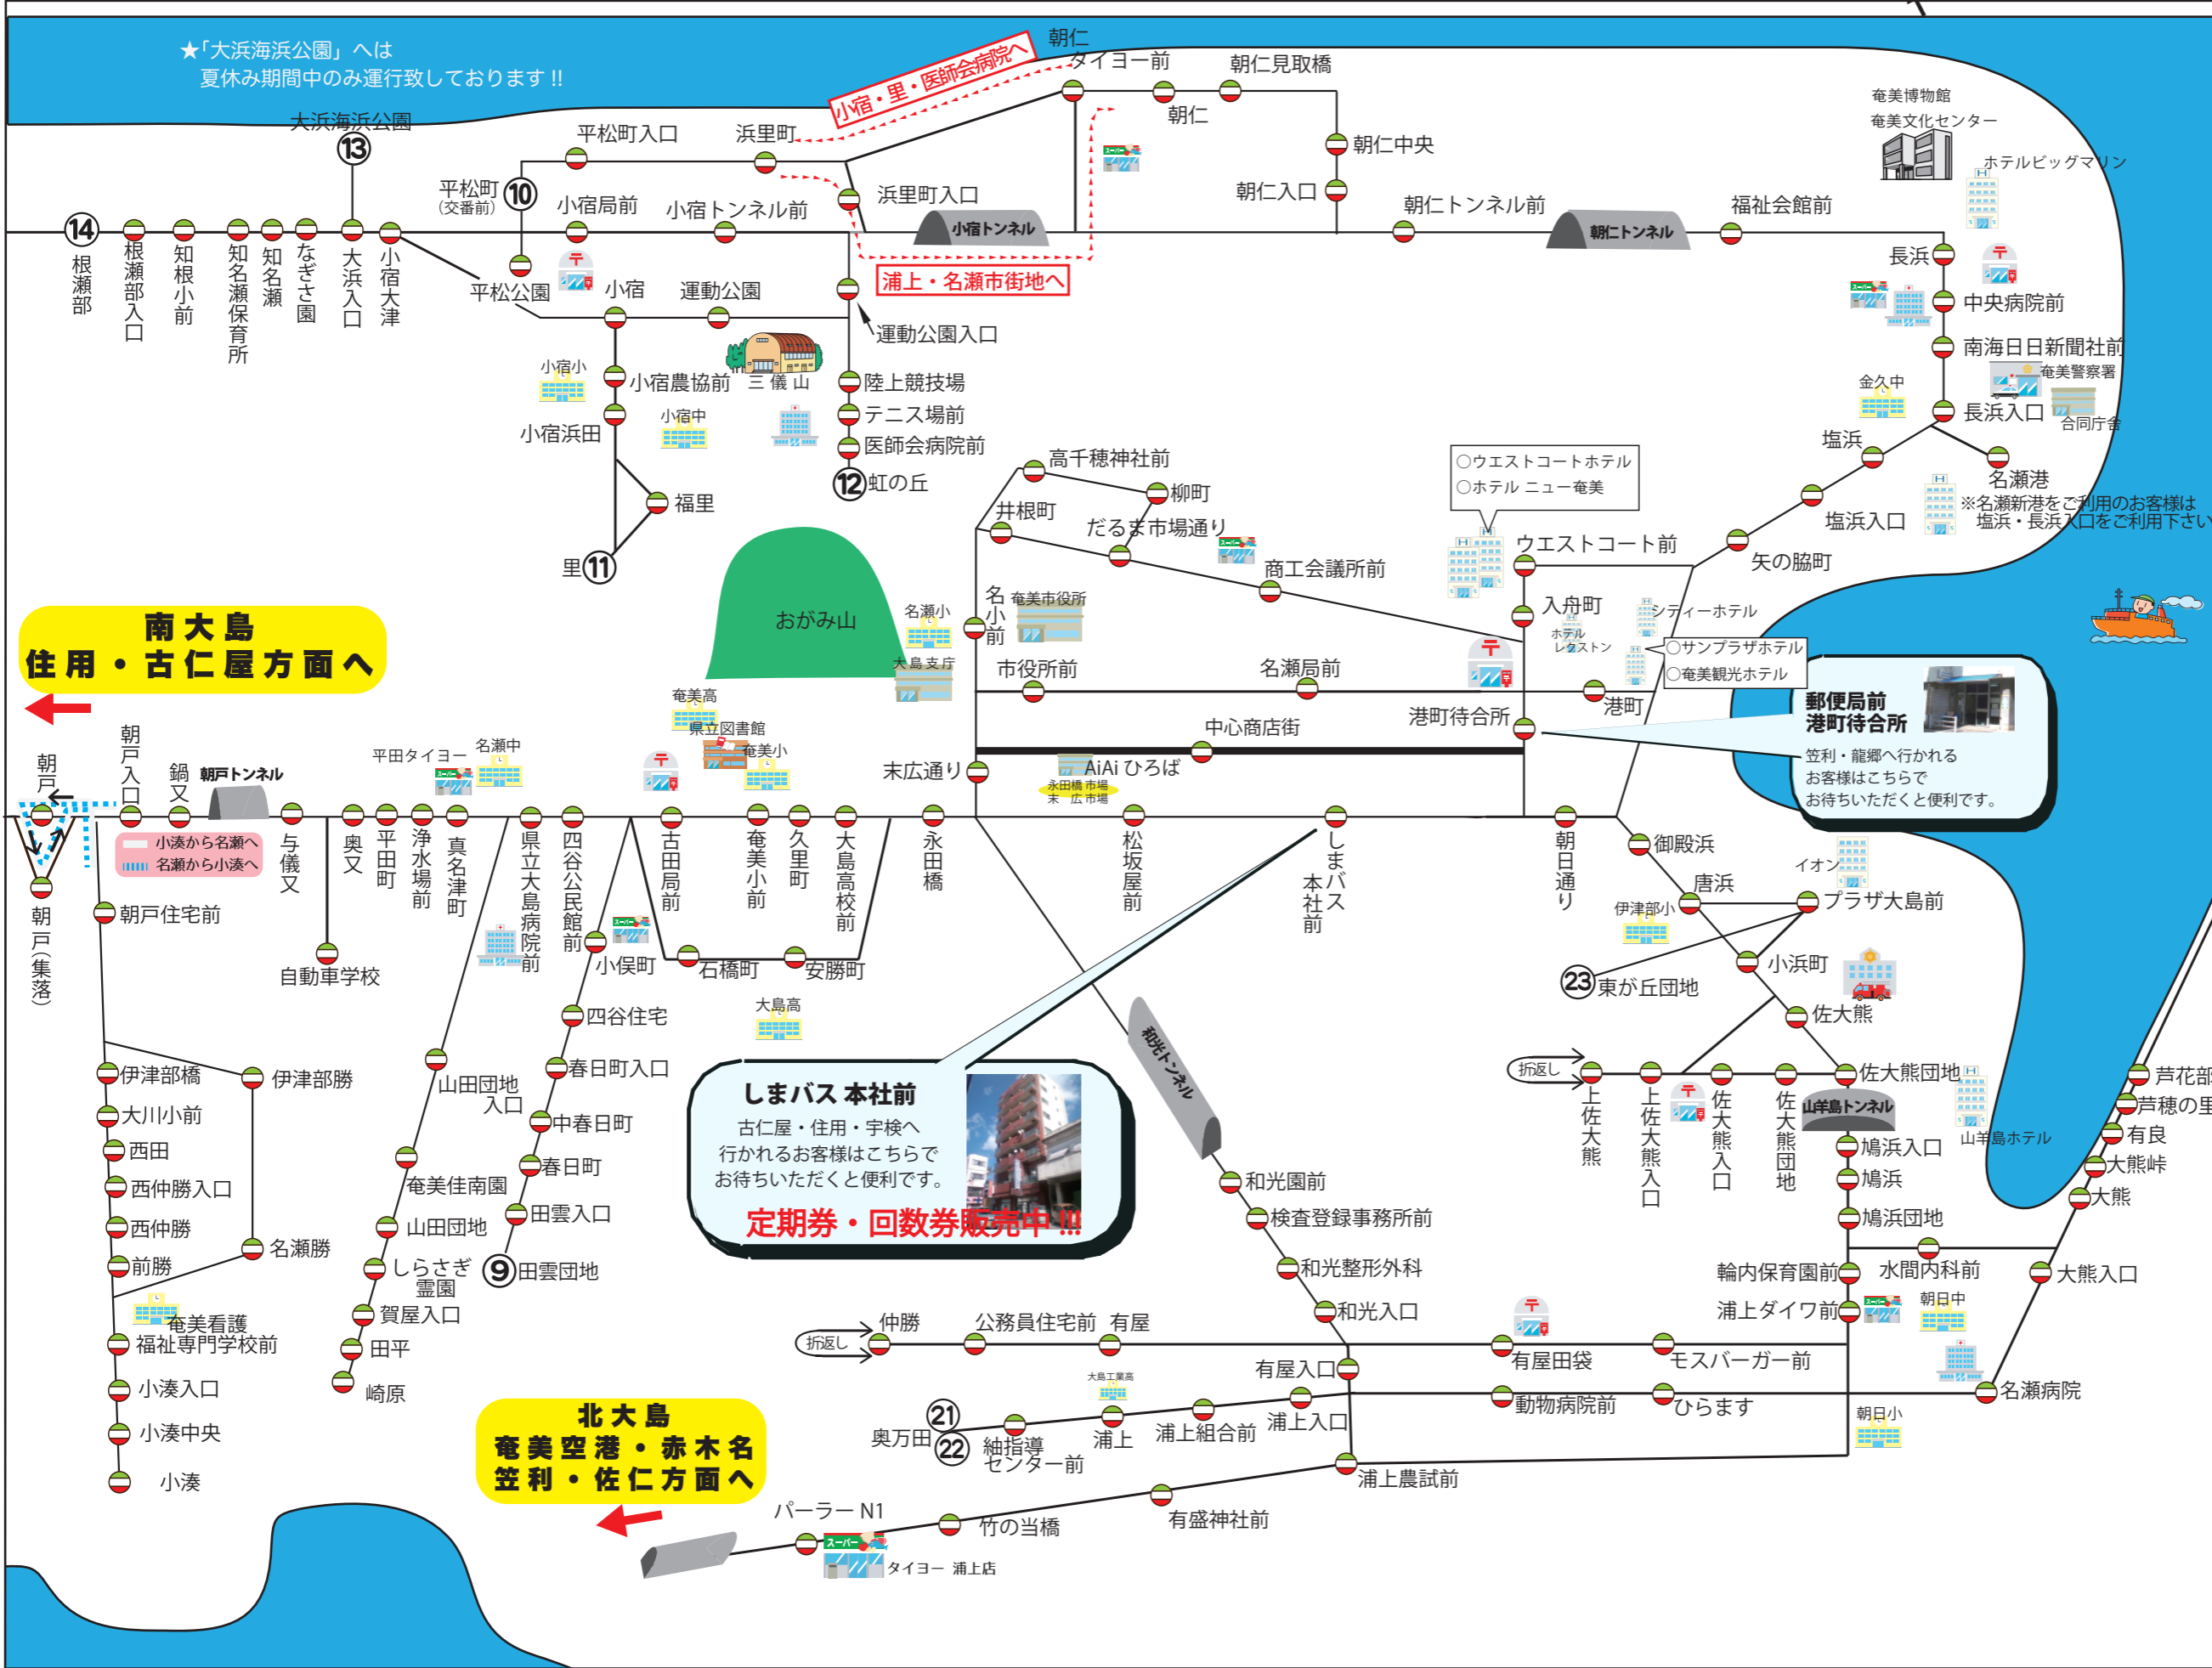 ★｢大浜海浜公園」へは
夏休み期間中のみ運行致しております !!
小宿・里・医師会病院へ
朝仁
タイヨー前
朝仁
朝仁見取橋
朝仁中央
朝仁入口
奄美博物館
奄美文化センター
ホテルビッグマリン
大浜海浜公園
⑬
平松町入口
浜里町
平松町
(交番前)
⑩
小宿局前
小宿トンネル前
浜里町入口
小宿トンネル
朝仁トンネル前
朝仁トンネル
福祉会館前
⑭
根瀬部
根瀬部入口
知根小前
知名瀬保育所
知名瀬
なぎさ園
大浜入口
小宿大津
平松公園
小宿
運動公園
浦上・名瀬市街地へ
運動公園入口
長浜
スーパー
中央病院前
南海日日新聞社前
奄美警察署
金久中
長浜入口
合同庁舎
小宿小
小宿農協前
三儀山
陸上競技場
小宿中
テニス場前
小宿浜田
医師会病院前
⑫
虹の丘
福里
里
⑪
塩浜
名瀬港
※名瀬新港をご利用のお客様は
塩浜・長浜入口をご利用下さい
塩浜入口
矢の脇町
高千穂神社前
柳町
井根町
だるま市場通り
スーパー
商工会議所前
○ウエストコートホテル
○ホテル ニュー奄美
ウエストコート前
入舟町
ホテル
レクストン
シティーホテル
○サンプラザホテル
○奄美観光ホテル
おがみ山
名瀬小
名小前
奄美市役所
大島支庁
市役所前
名瀬局前
港町
港町待合所
中心商店街
郵便局前
港町待合所
笠利・龍郷へ行かれる
お客様はこちらで
お待ちいただくと便利です。
南大島
住用・古仁屋方面へ
朝戸
朝戸入口
鍋又
朝戸トンネル
小湊から名瀬へ
名瀬から小湊へ
与儀又
奥又
平田町
浄水場前
真名津町
平田タイヨー
スーパー
名瀬中
県立大島病院前
四谷公民館前
古田局前
奄美高
県立図書館
奄美小
奄美小前
久里町
大島高校前
永田橋
末広通り
AiAi ひろば
永田橋市場
末広市場
松坂屋前
しまバス
本社前
朝日通り
御殿浜
唐浜
イオン
プラザ大島前
伊津部小
小浜町
㉓
東が丘団地
佐大熊
朝戸(集落)
朝戸住宅前
自動車学校
スーパー
小俣町
石橋町
安勝町
大島高
四谷住宅
春日町入口
中春日町
春日町
田雲入口
⑨
田雲団地
伊津部橋
伊津部勝
大川小前
西田
西仲勝入口
西仲勝
前勝
名瀬勝
奄美看護
福祉専門学校前
小湊入口
小湊中央
小湊
山田団地
入口
奄美佳南園
山田団地
しらさぎ
霊園
賀屋入口
田平
崎原
しまバス 本社前
古仁屋・住用・宇検へ
行かれるお客様はこちらで
お待ちいただくと便利です。
定期券・回数券販売中 !!!
和光トンネル
和光園前
検査登録事務所前
和光整形外科
和光入口
折返し
上佐大熊
上佐大熊入口
佐大熊入口
佐大熊団地
佐大熊団地
山羊島トンネル
山羊島ホテル
鳩浜入口
鳩浜
鳩浜団地
輪内保育園前
水間内科前
浦上ダイワ前
スーパー
朝日中
芦花部
芦穂の里
有良
大熊峠
大熊
大熊入口
名瀬病院
朝日小
折返し
仲勝
公務員住宅前
有屋
有屋入口
有屋田袋
モスバーガー前
動物病院前
ひらます
大島工業高
㉑
奥万田
㉒
紬指導
センター前
浦上
浦上組合前
浦上入口
浦上農試前
有盛神社前
竹の当橋
パーラー N1
スーパー
タイヨー 浦上店
北大島
奄美空港・赤木名
笠利・佐仁方面へ